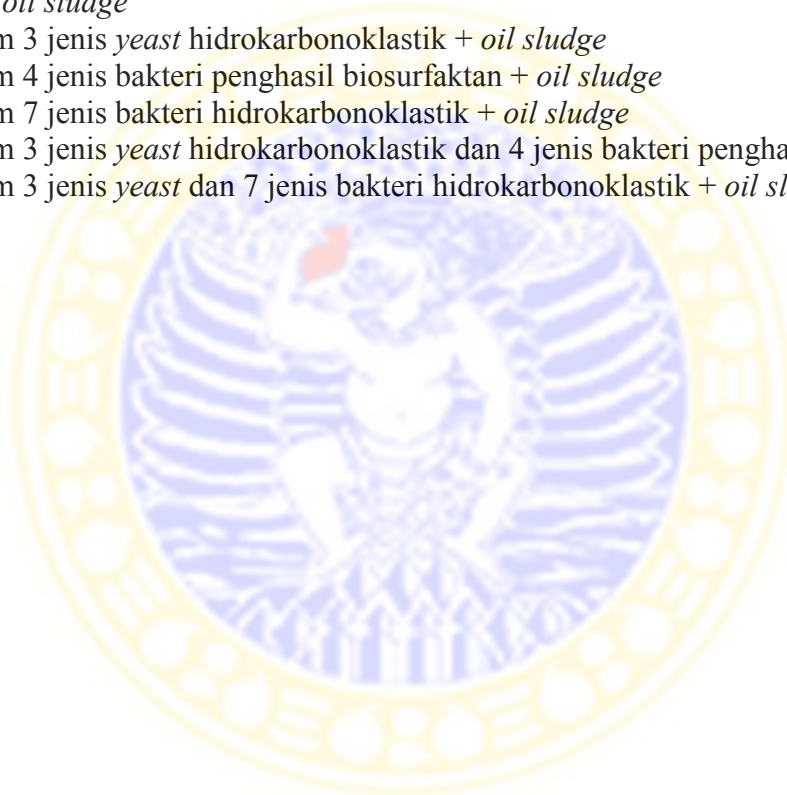 oil sludge
m 3 jenis yeast hidrokarbonoklastik + oil sludge
m 4 jenis bakteri penghasil biosurfaktan + oil sludge
m 7 jenis bakteri hidrokarbonoklastik + oil sludge
m 3 jenis yeast hidrokarbonoklastik dan 4 jenis bakteri pengha
m 3 jenis yeast dan 7 jenis bakteri hidrokarbonoklastik + oil sl